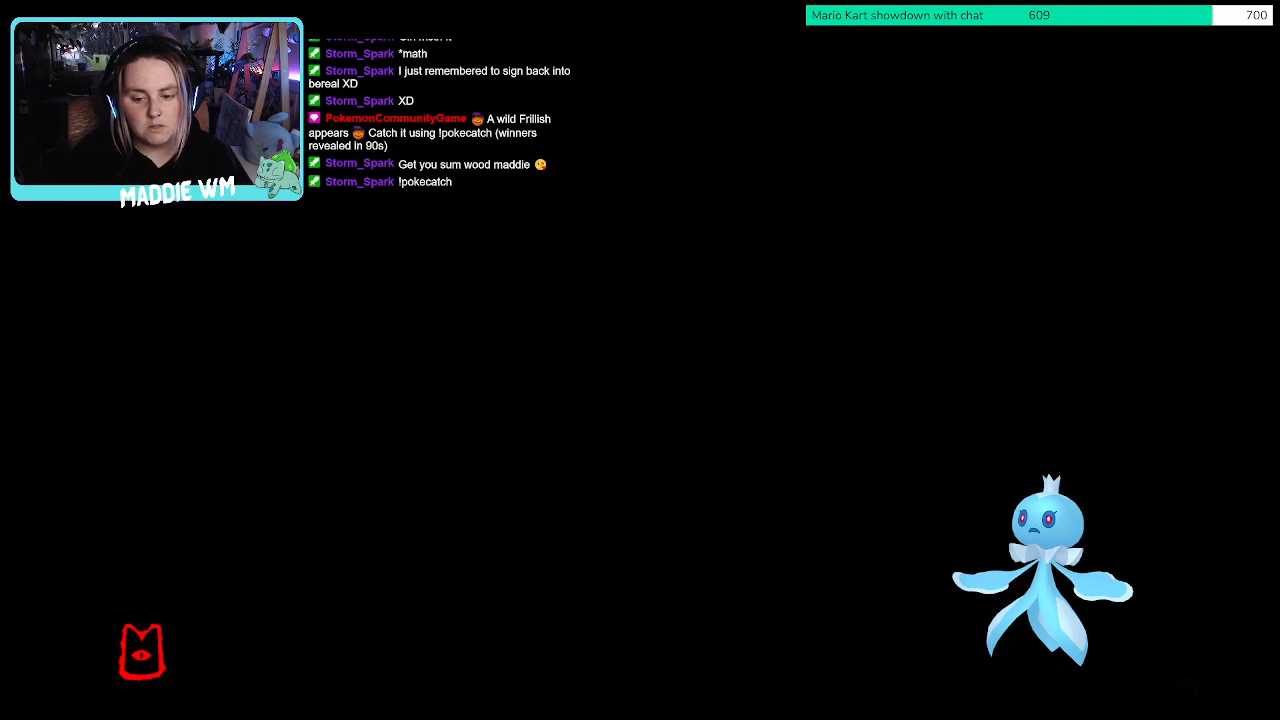 Mario Kart showdown with chat 609 700
Storm_Spark *math
Storm_Spark I just remembered to sign back into
bereal XD
Storm_Spark XD
PokemonCommunityGame 🎃 A wild Frillish
appears 🎃 Catch it using !pokecatch (winners
revealed in 90s)
Storm_Spark Get you sum wood maddie 😘
Storm_Spark !pokecatch
MADDIE WM